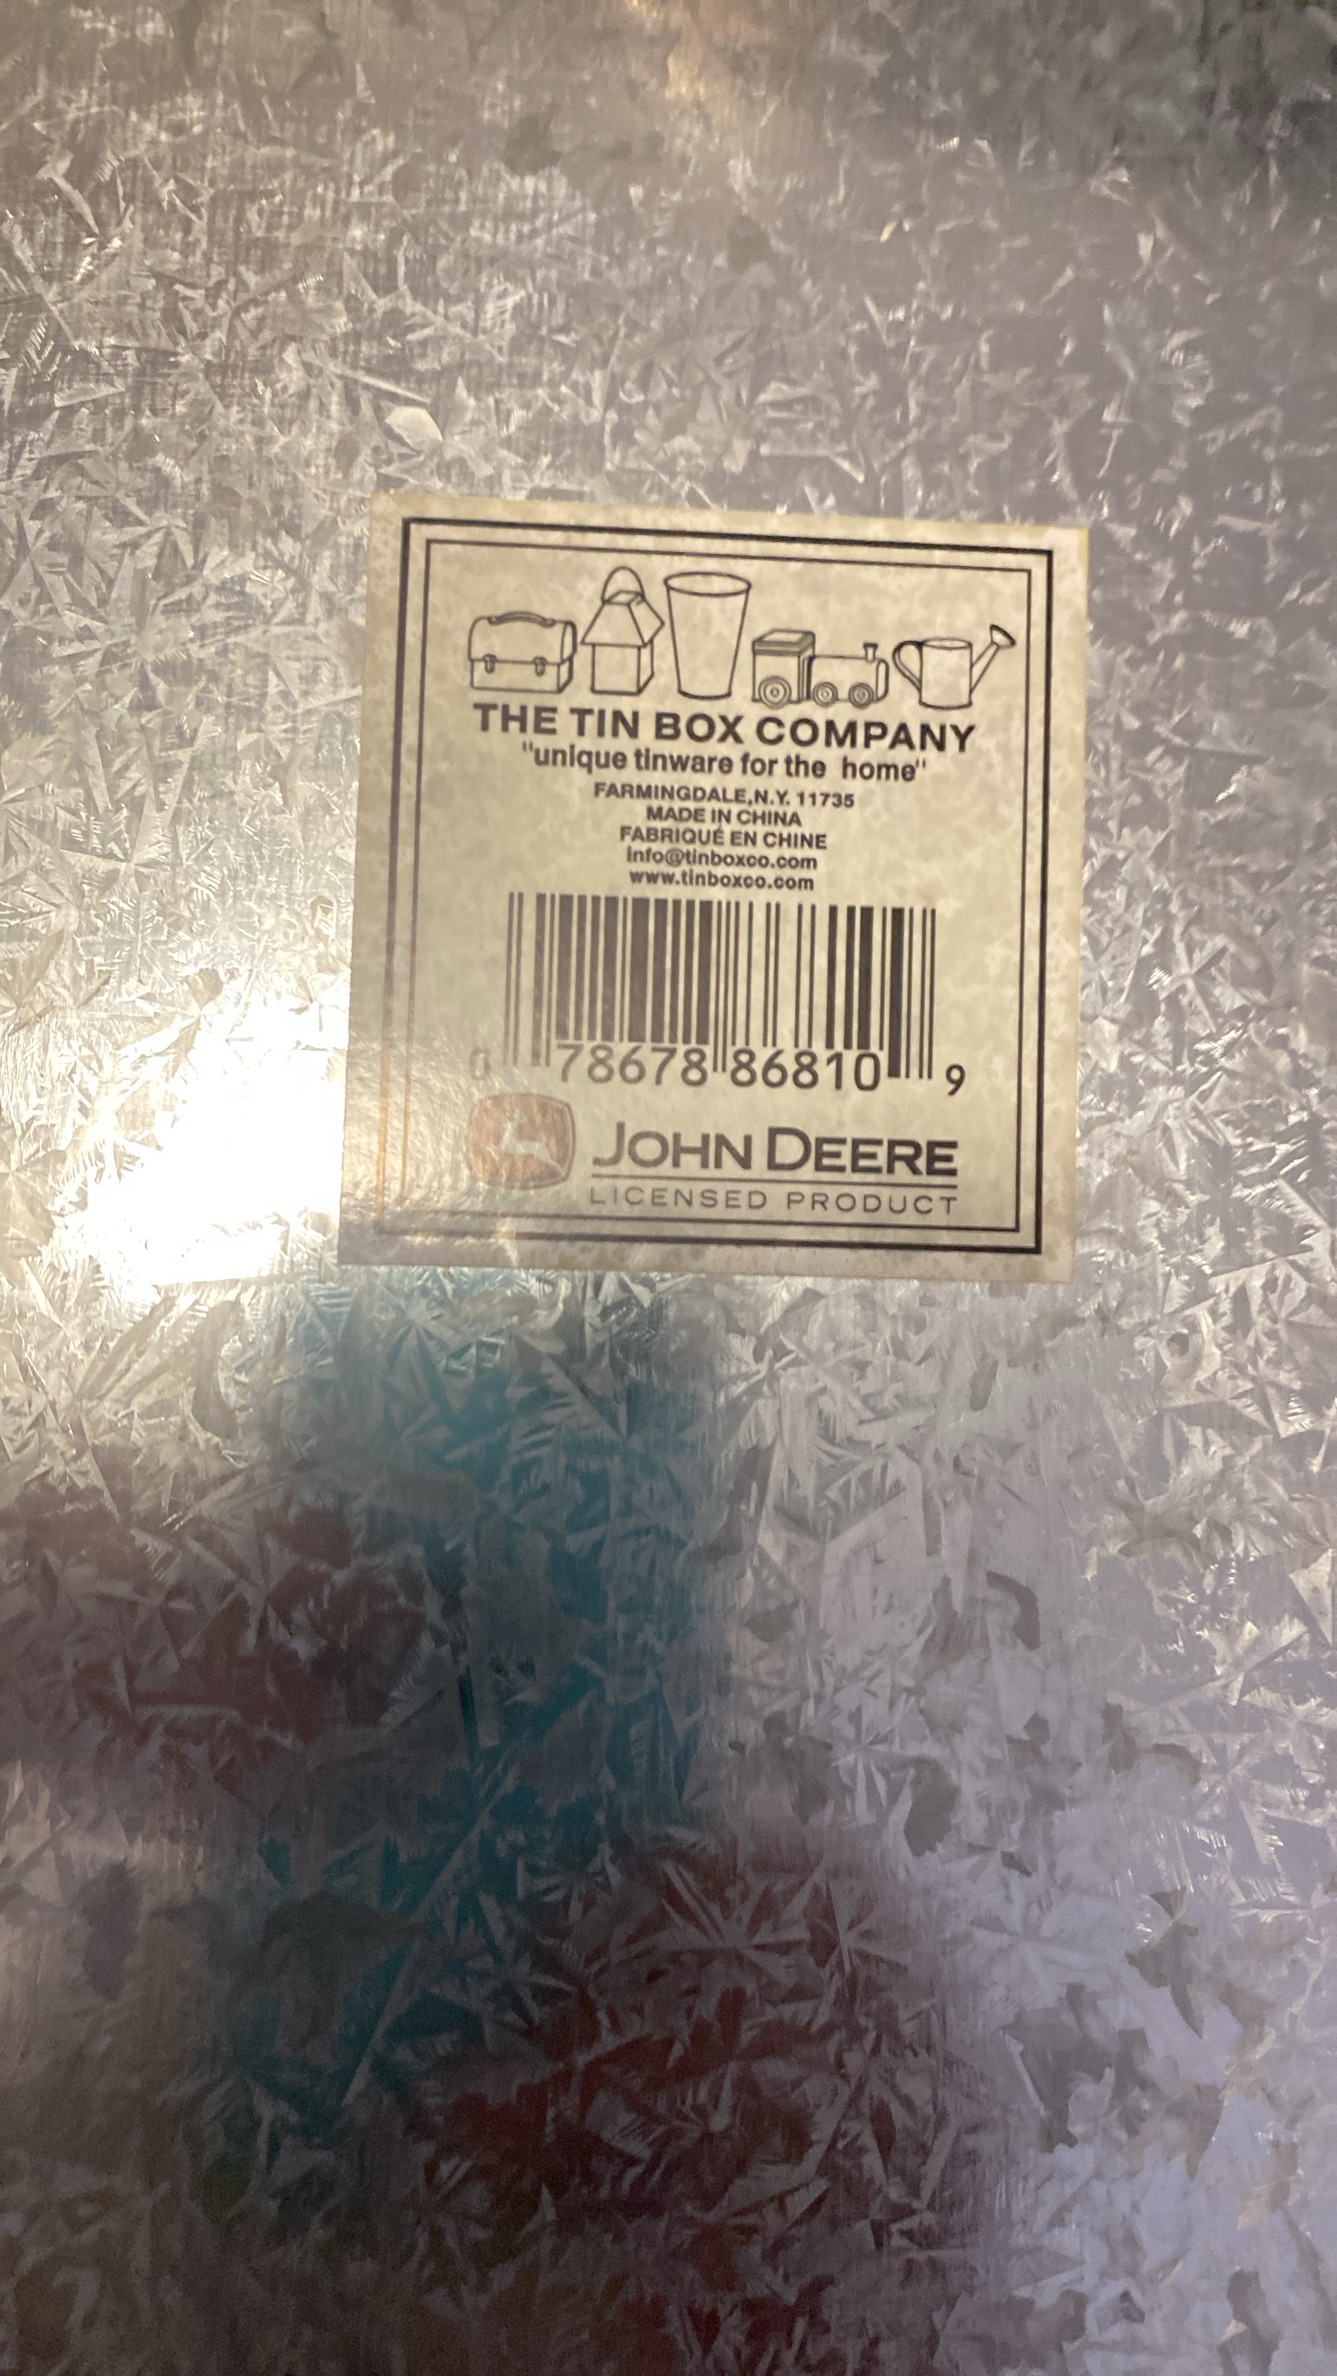 THE TIN BOX COMPANY
"unique tinware for the home"
FARMINGDALE,N.Y. 11735
MADE IN CHINA
FABRIQUÉ EN CHINE
info@tinboxco.com
www.tinboxco.com
0 78678 86810 9
JOHN DEERE
LICENSED PRODUCT